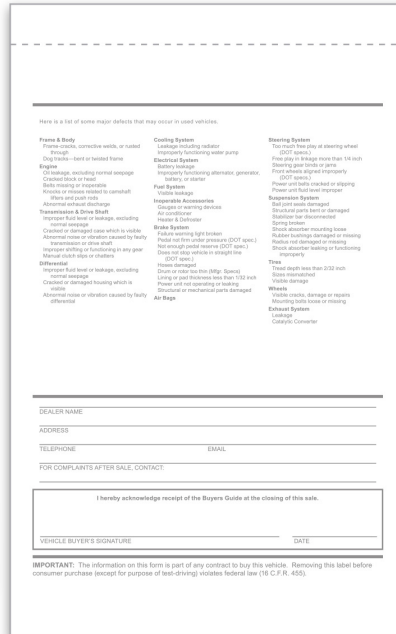 Here is a list of some major defects that may occur in used vehicles.
Frame & Body
Frame-cracks, corrective welds, or rusted
through
Dog tracks—bent or twisted frame
Engine
Oil leakage, excluding normal seepage
Cracked block or head
Belts missing or inoperable
Knocks or misses related to camshaft
lifters and push rods
Abnormal exhaust discharge
Transmission & Drive Shaft
Improper fluid level or leakage, excluding
normal seepage
Cracked or damaged case which is visible
Abnormal noise or vibration caused by faulty
transmission or drive shaft
Improper shifting or functioning in any gear
Manual clutch slips or chatters
Differential
Improper fluid level or leakage, excluding
normal seepage
Cracked or damaged housing which is
visible
Abnormal noise or vibration caused by faulty
differential
Cooling System
Leakage including radiator
Improperly functioning water pump
Electrical System
Battery leakage
Improperly functioning alternator, generator,
battery, or starter
Fuel System
Visible leakage
Inoperable Accessories
Gauges or warning devices
Air conditioner
Heater & Defroster
Brake System
Failure warning light broken
Pedal not firm under pressure (DOT spec.)
Not enough pedal reserve (DOT spec.)
Does not stop vehicle in straight line
(DOT spec.)
Hoses damaged
Drum or rotor too thin (Mfgr. Specs)
Lining or pad thickness less than 1/32 inch
Power unit not operating or leaking
Structural or mechanical parts damaged
Air Bags
Steering System
Too much free play at steering wheel
(DOT specs.)
Free play in linkage more than 1/4 inch
Steering gear binds or jams
Front wheels aligned improperly
(DOT specs.)
Power unit belts cracked or slipping
Power unit fluid level improper
Suspension System
Ball joint seals damaged
Structural parts bent or damaged
Stabilizer bar disconnected
Spring broken
Shock absorber mounting loose
Rubber bushings damaged or missing
Radius rod damaged or missing
Shock absorber leaking or functioning
improperly
Tires
Tread depth less than 2/32 inch
Sizes mismatched
Visible damage
Wheels
Visible cracks, damage or repairs
Mounting bolts loose or missing
Exhaust System
Leakage
Catalytic Converter
DEALER NAME
ADDRESS
TELEPHONE EMAIL
FOR COMPLAINTS AFTER SALE, CONTACT:
I hereby acknowledge receipt of the Buyers Guide at the closing of this sale.
VEHICLE BUYER'S SIGNATURE DATE
IMPORTANT: The information on this form is part of any contract to buy this vehicle. Removing this label before
consumer purchase (except for purpose of test-driving) violates federal law (16 C.F.R. 455).